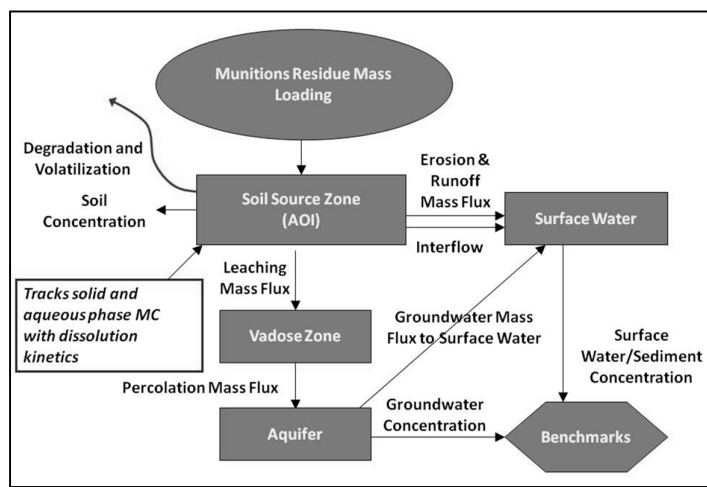 Munitions Residue Mass
Loading
Degradation and
Volatilization
Soil
Concentration
Soil Source Zone
(AOI)
Erosion &
Runoff
Mass Flux
Interflow
Surface Water
Tracks solid and
aqueous phase MC
with dissolution
kinetics
Leaching
Mass Flux
Vadose Zone
Groundwater Mass
Flux to Surface Water
Surface
Water/Sediment
Concentration
Percolation Mass Flux
Aquifer
Groundwater
Concentration
Benchmarks